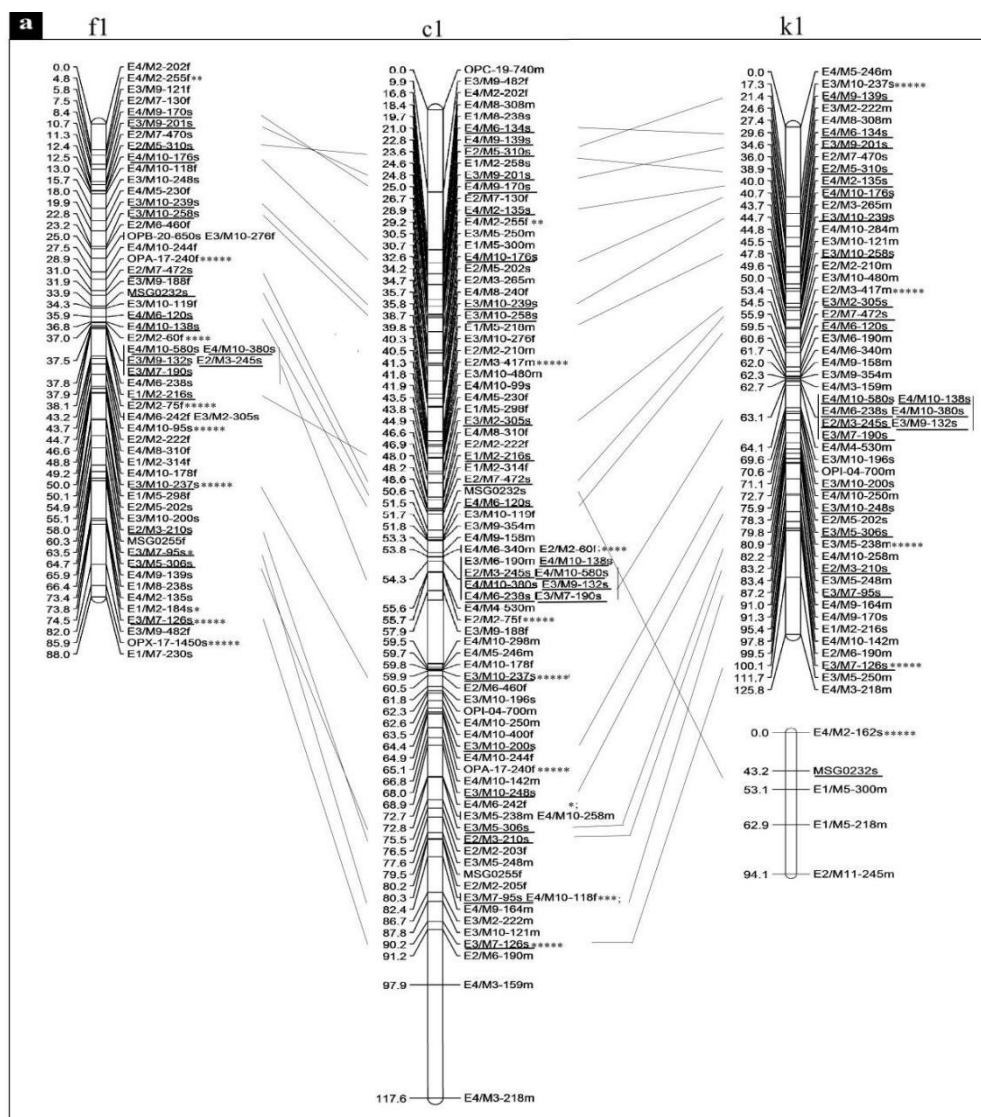 a
f1
0.0 E4/M2-202f
4.8 E4/M2-255f**
5.8 E3/M9-121f
7.5 E2/M7-130f
8.4 E4/M9-170s
10.7 E3/M9-201s
11.3 E2/M7-470s
12.4 E2/M5-310s
12.5 E4/M10-176s
13.0 E4/M10-118f
15.7 E3/M10-248s
18.0 E4/M5-230f
19.9 E3/M10-239s
22.8 E3/M10-258s
23.2 E2/M6-460f
25.0 OPB-20-650s E3/M10-276f
27.5 E4/M10-244f
28.9 OPA-17-240f*****
31.0 E2/M7-472s
31.9 E3/M9-188f
33.9 MSG0232s
34.3 E3/M10-119f
35.9 E4/M6-120s
36.8 E4/M10-138s
37.0 E2/M2-60f****
E4/M10-580s E4/M10-380s
37.5 E3/M9-132s E2/M3-245s
E3/M7-190s
37.8 E4/M6-238s
37.9 E1/M2-216s
38.1 E2/M2-75f*****
43.2 E4/M6-242f E3/M2-305s
43.7 E4/M10-95s*****
44.7 E2/M2-222f
46.6 E4/M8-310f
48.8 E1/M2-314f
49.2 E4/M10-178f
50.0 E3/M10-237s*****
50.1 E1/M5-298f
54.9 E2/M5-202s
55.1 E3/M10-200s
58.0 E2/M3-210s
60.3 MSG0255f
63.5 E3/M7-95s*
64.7 E3/M5-306s
65.9 E4/M9-139s
66.4 E1/M8-238s
73.4 E4/M2-135s
73.8 E1/M2-184s*
74.5 E3/M7-126s*****
82.0 E3/M9-482f
85.9 OPX-17-1450s*****
88.0 E1/M7-230s
c1
0.0 OPC-19-740m
9.9 E3/M9-482f
16.8 E4/M2-202f
18.4 E4/M8-308m
19.7 E1/M8-238s
21.0 E4/M6-134s
22.8 E4/M9-139s
23.6 E2/M5-310s
24.6 E1/M2-258s
24.8 E3/M9-201s
25.0 E4/M9-170s
26.7 E2/M7-130f
28.9 E4/M2-135s
29.2 E4/M2-255f **
30.5 E3/M5-250m
30.7 E1/M5-300m
32.6 E4/M10-176s
34.2 E2/M5-202s
34.7 E2/M3-265m
35.7 E4/M8-240f
35.8 E3/M10-239s
38.7 E3/M10-258s
39.8 E1/M5-218m
40.3 E3/M10-276f
40.5 E2/M2-210m
41.3 E2/M3-417m*****
41.8 E3/M10-480m
41.9 E4/M10-99s
43.5 E4/M5-230f
43.8 E1/M5-298f
44.9 E3/M2-305s
46.6 E4/M8-310f
46.9 E2/M2-222f
48.0 E1/M2-216s
48.2 E1/M2-314f
48.6 E2/M7-472s
50.6 MSG0232s
51.5 E4/M6-120s
51.7 E3/M10-119f
51.8 E3/M9-354m
53.3 E4/M9-158m
53.8 E4/M6-340m E2/M2-60f;****
E3/M6-190m E4/M10-138s
54.3 E2/M3-245s E4/M10-580s
E4/M10-380s E3/M9-132s
E4/M6-238s E3/M7-190s
55.6 E4/M4-530m
55.7 E2/M2-75f*****
57.9 E3/M9-188f
59.5 E4/M10-298m
59.7 E4/M5-246m
59.8 E4/M10-178f
59.9 E3/M10-237s*****
60.5 E2/M6-460f
61.8 E3/M10-196s
62.3 OPI-04-700m
62.6 E4/M10-250m
63.5 E4/M10-400f
64.4 E3/M10-200s
64.9 E4/M10-244f
65.1 OPA-17-240f*****
66.8 E4/M10-142m
68.0 E3/M10-248s
68.9 E4/M6-242f *;
72.7 E3/M5-238m E4/M10-258m
72.8 E3/M5-306s
75.5 E2/M3-210s
76.5 E2/M2-203f
77.6 E3/M5-248m
79.5 MSG0255f
80.2 E2/M2-205f
80.3 E3/M7-95s E4/M10-118f***;
82.4 E4/M9-164m
86.7 E3/M2-222m
87.8 E3/M10-121m
90.2 E3/M7-126s*****
91.2 E2/M6-190m
97.9 E4/M3-159m
117.6 E4/M3-218m
k1
0.0 E4/M5-246m
17.3 E3/M10-237s*****
21.4 E4/M9-139s
24.6 E3/M2-222m
27.4 E4/M8-308m
29.6 E4/M6-134s
34.6 E3/M9-201s
36.0 E2/M7-470s
38.9 E2/M5-310s
40.0 E4/M2-135s
40.7 E4/M10-176s
43.7 E2/M3-265m
44.7 E3/M10-239s
44.8 E4/M10-284m
45.5 E3/M10-121m
47.8 E3/M10-258s
49.6 E2/M2-210m
50.0 E3/M10-480m
53.4 E2/M3-417m*****
54.5 E3/M2-305s
55.9 E2/M7-472s
59.5 E4/M6-120s
60.6 E3/M6-190m
61.7 E4/M6-340m
62.0 E4/M9-158m
62.3 E3/M9-354m
62.7 E4/M3-159m
E4/M10-580s E4/M10-138s
63.1 E4/M6-238s E4/M10-380s
E2/M3-245s E3/M9-132s
E3/M7-190s
64.1 E4/M4-530m
69.6 E3/M10-196s
70.6 OPI-04-700m
71.1 E3/M10-200s
72.7 E4/M10-250m
75.9 E3/M10-248s
78.3 E2/M5-202s
79.8 E3/M5-306s
80.9 E3/M5-238m*****
82.2 E4/M10-258m
83.2 E2/M3-210s
83.4 E3/M5-248m
87.2 E3/M7-95s
91.0 E4/M9-164m
91.3 E4/M9-170s
95.4 E1/M2-216s
97.8 E4/M10-142m
99.5 E2/M6-190m
100.1 E3/M7-126s*****
111.7 E3/M5-250m
125.8 E4/M3-218m
0.0 E4/M2-162s*****
43.2 MSG0232s
53.1 E1/M5-300m
62.9 E1/M5-218m
94.1 E2/M11-245m